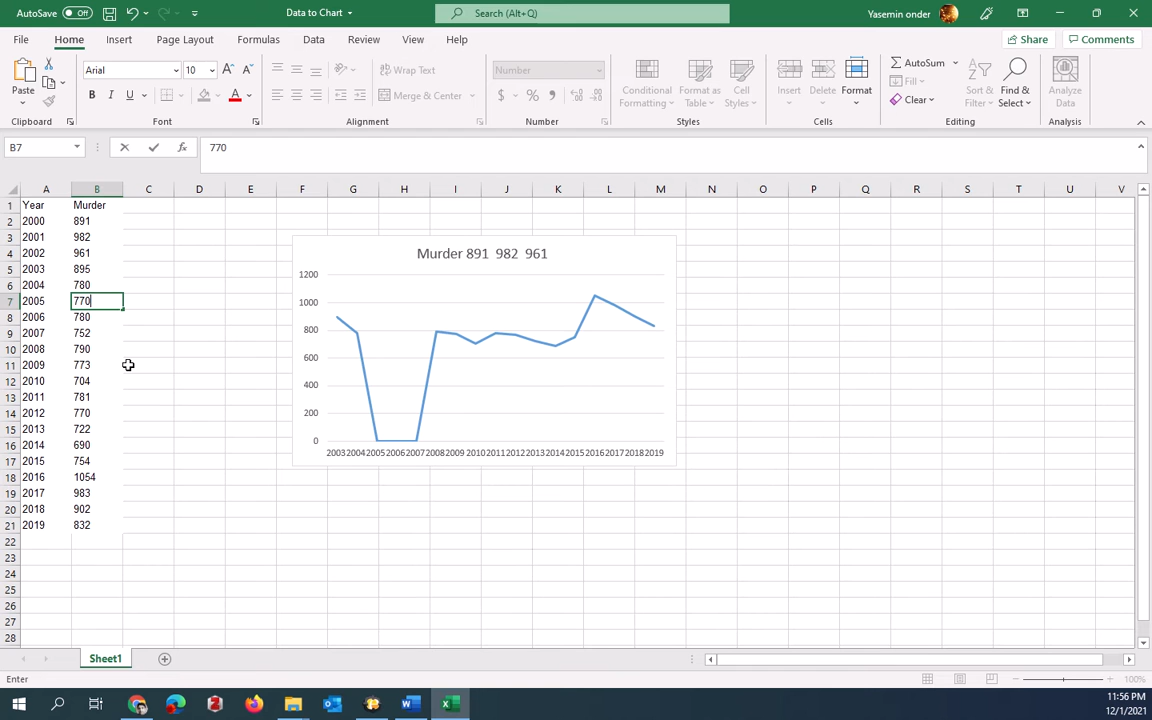 AutoSave Off
Data to Chart
Search (Alt+Q)
Yasemin onder
File Home Insert Page Layout Formulas Data Review View Help
Share Comments
Paste
Clipboard
Arial 10
B I U A
Font
Wrap Text
Merge & Center
Alignment
Number
$ % 9
Number
Conditional Formatting
Format as Table
Cell Styles
Styles
Insert Delete Format
Cells
AutoSum
Fill
Clear
Sort & Filter
Find & Select
Editing
Analyze Data
Analysis
B7 fx 770
A B C D E F G H I J K L M N O P Q R S T U V
1 Year Murder
2 2000 891
3 2001 982
4 2002 961
5 2003 895
6 2004 780
7 2005 770
8 2006 780
9 2007 752
10 2008 790
11 2009 773
12 2010 704
13 2011 781
14 2012 770
15 2013 722
16 2014 690
17 2015 754
18 2016 1054
19 2017 983
20 2018 902
21 2019 832
22
23
24
25
26
27
28
Murder 891 982 961
1200
1000
800
600
400
200
0
2003 2004 2005 2006 2007 2008 2009 2010 2011 2012 2013 2014 2015 2016 2017 2018 2019
Sheet1
Enter
100%
11:56 PM
12/1/2021